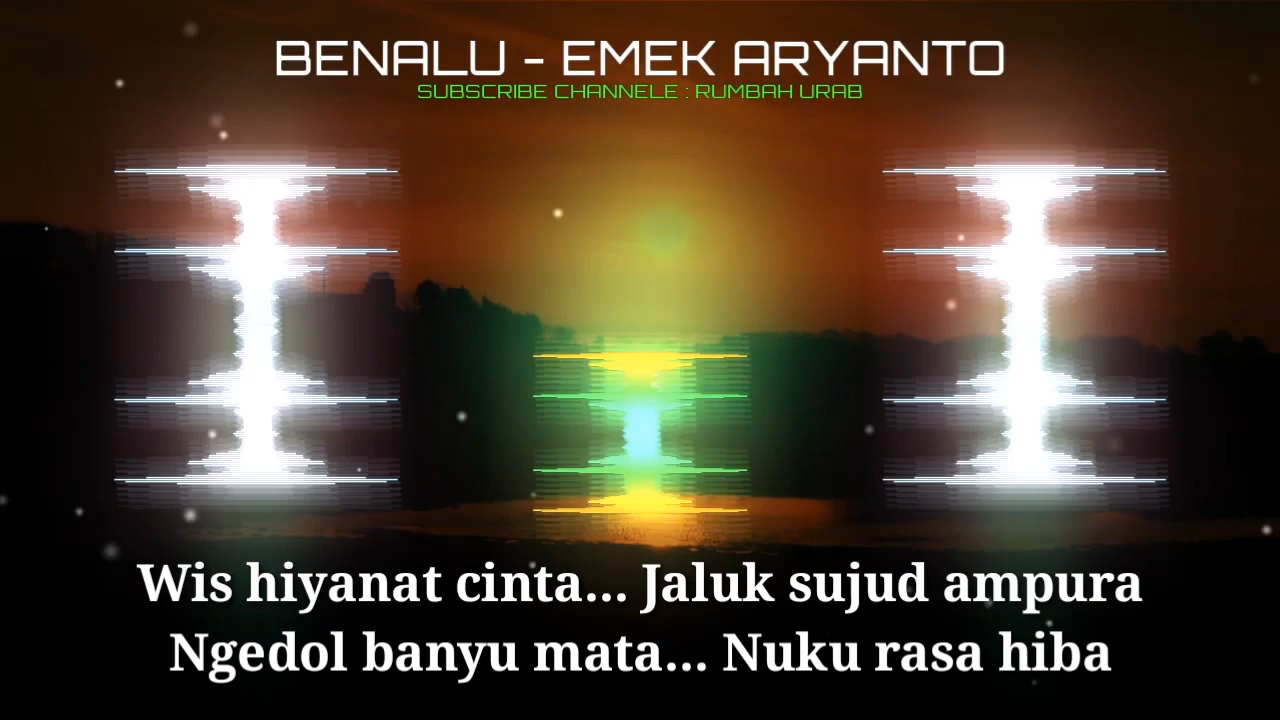 BENALU - EMEK ARYANTO
SUBSCRIBE CHANNELE : RUMBAH URAB
Wis hiyanat cinta... Jaluk sujud ampura
Ngedol banyu mata... Nuku rasa hiba